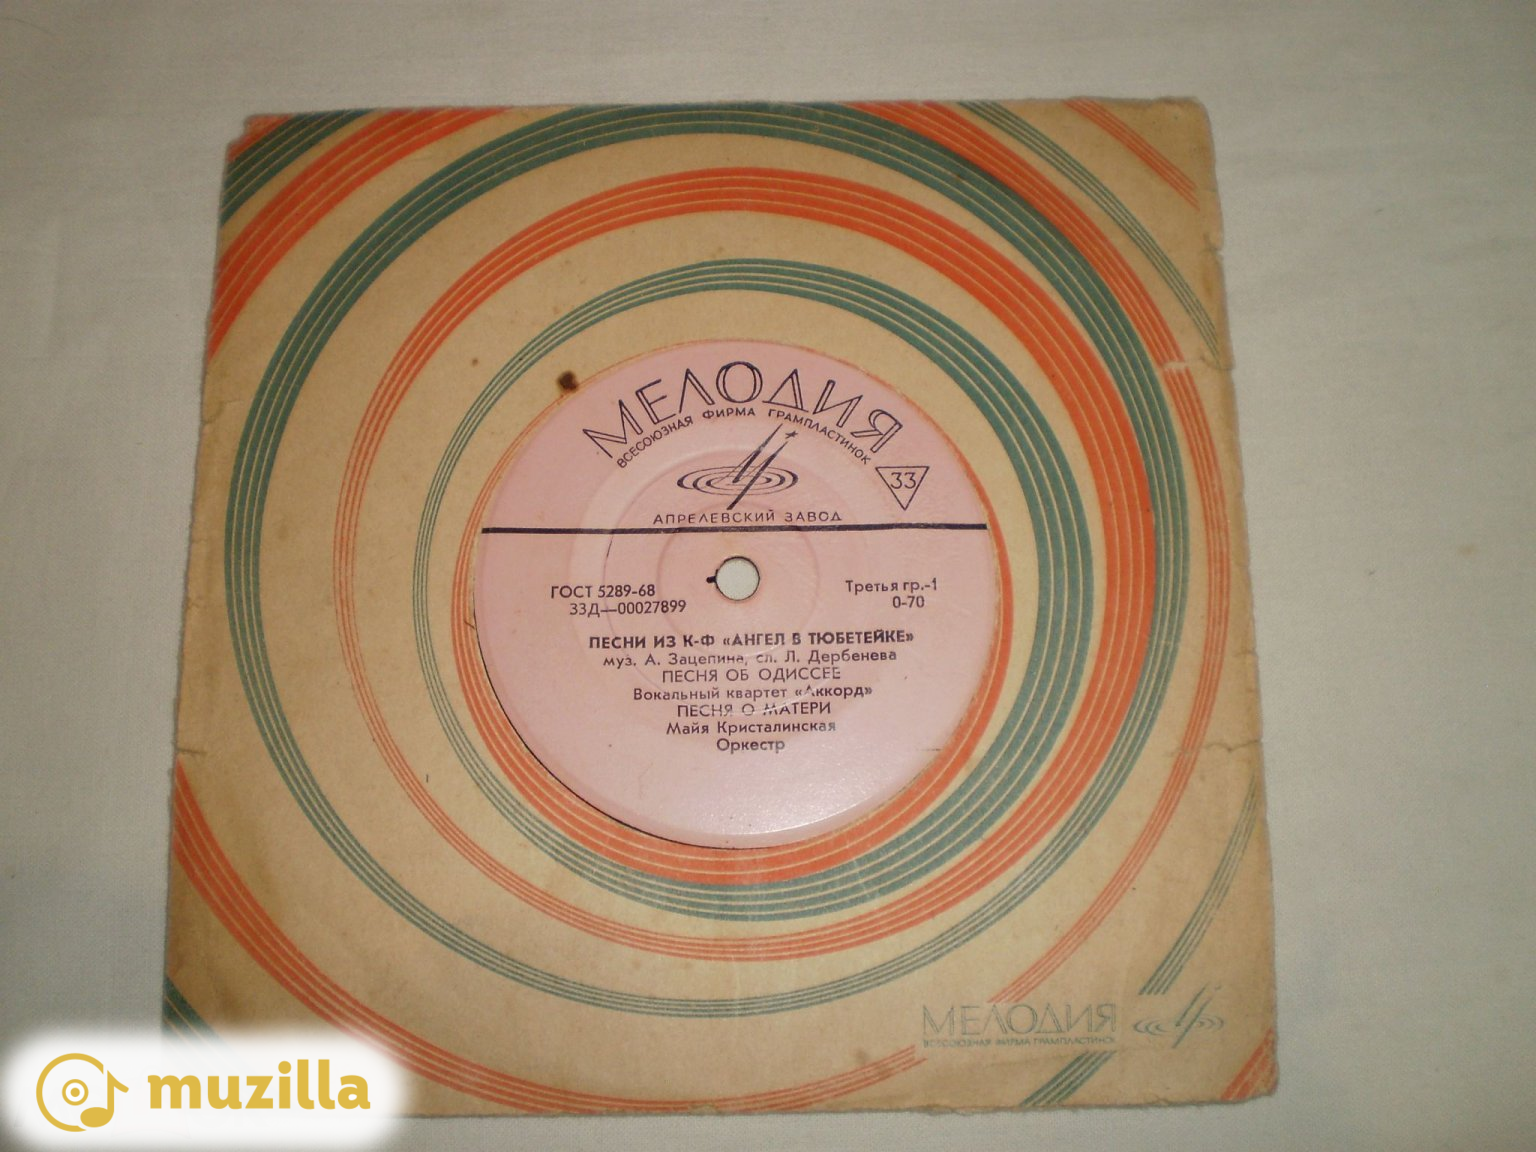 МЕЛОДИЯ
ВСЕСОЮЗНАЯ ФИРМА ГРАМПЛАСТИНОК
33
АПРЕЛЕВСКИЙ ЗАВОД
ГОСТ 5289-68
33Д—00027899
Третья гр.-1
0-70
ПЕСНИ ИЗ К-Ф «АНГЕЛ В ТЮБЕТЕЙКЕ»
муз. А. Зацепина, сл. Л. Дербенева
ПЕСНЯ ОБ ОДИССЕЕ
Вокальный квартет «Аккорд»
ПЕСНЯ О МАТЕРИ
Майя Кристалинская
Оркестр
МЕЛОДИЯ
ВСЕСОЮЗНАЯ ФИРМА ГРАМПЛАСТИНОК
muzilla